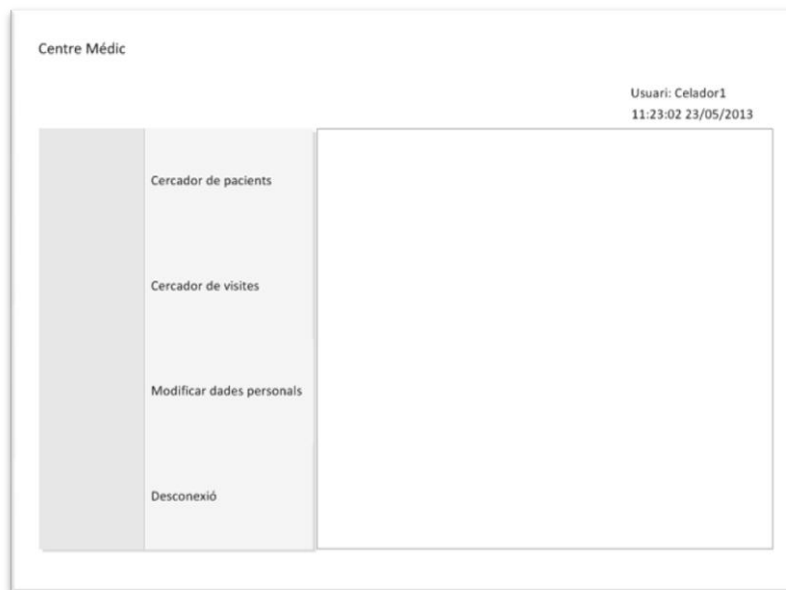 Centre Médic
Usuari: Celador1
11:23:02 23/05/2013
Cercador de pacients
Cercador de visites
Modificar dades personals
Desconexió